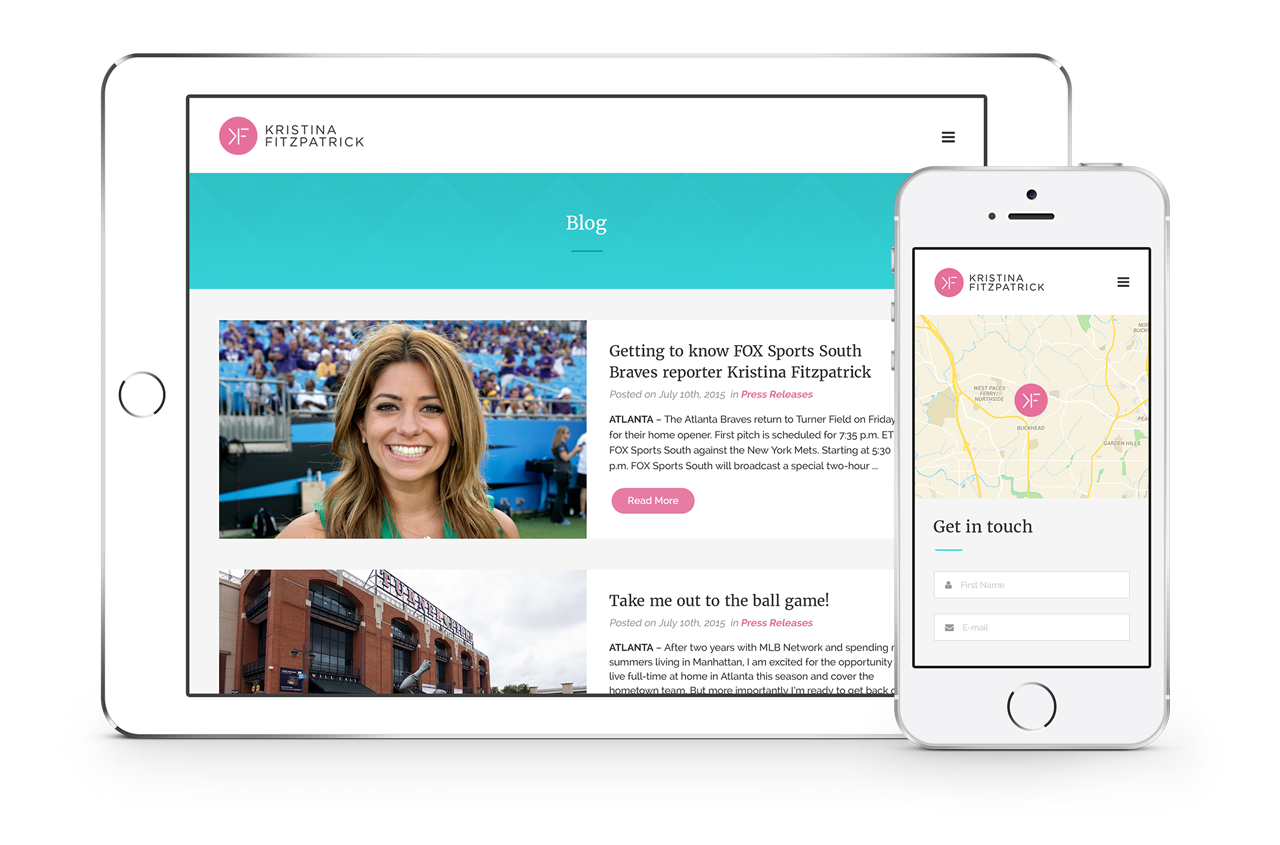 KRISTINA
FITZPATRICK
Blog
Getting to know FOX Sports South
Braves reporter Kristina Fitzpatrick
Posted on July 10th, 2015 in Press Releases
ATLANTA – The Atlanta Braves return to Turner Field on Friday
for their home opener. First pitch is scheduled for 7:35 p.m. ET
FOX Sports South against the New York Mets. Starting at 5:30
p.m. FOX Sports South will broadcast a special two-hour ...
Read More
TURNER FIELD
WILL CALL
Take me out to the ball game!
Posted on July 10th, 2015 in Press Releases
ATLANTA – After two years with MLB Network and spending
summers living in Manhattan, I am excited for the opportunity
live full-time at home in Atlanta this season and cover the
hometown team. But more importantly I'm ready to get back
KF
KRISTINA
FITZPATRICK
WEST PACES
FERRY/
NORTHSIDE
KF
BUCKHEAD
GARDEN HILLS
Get in touch
First Name
E-mail